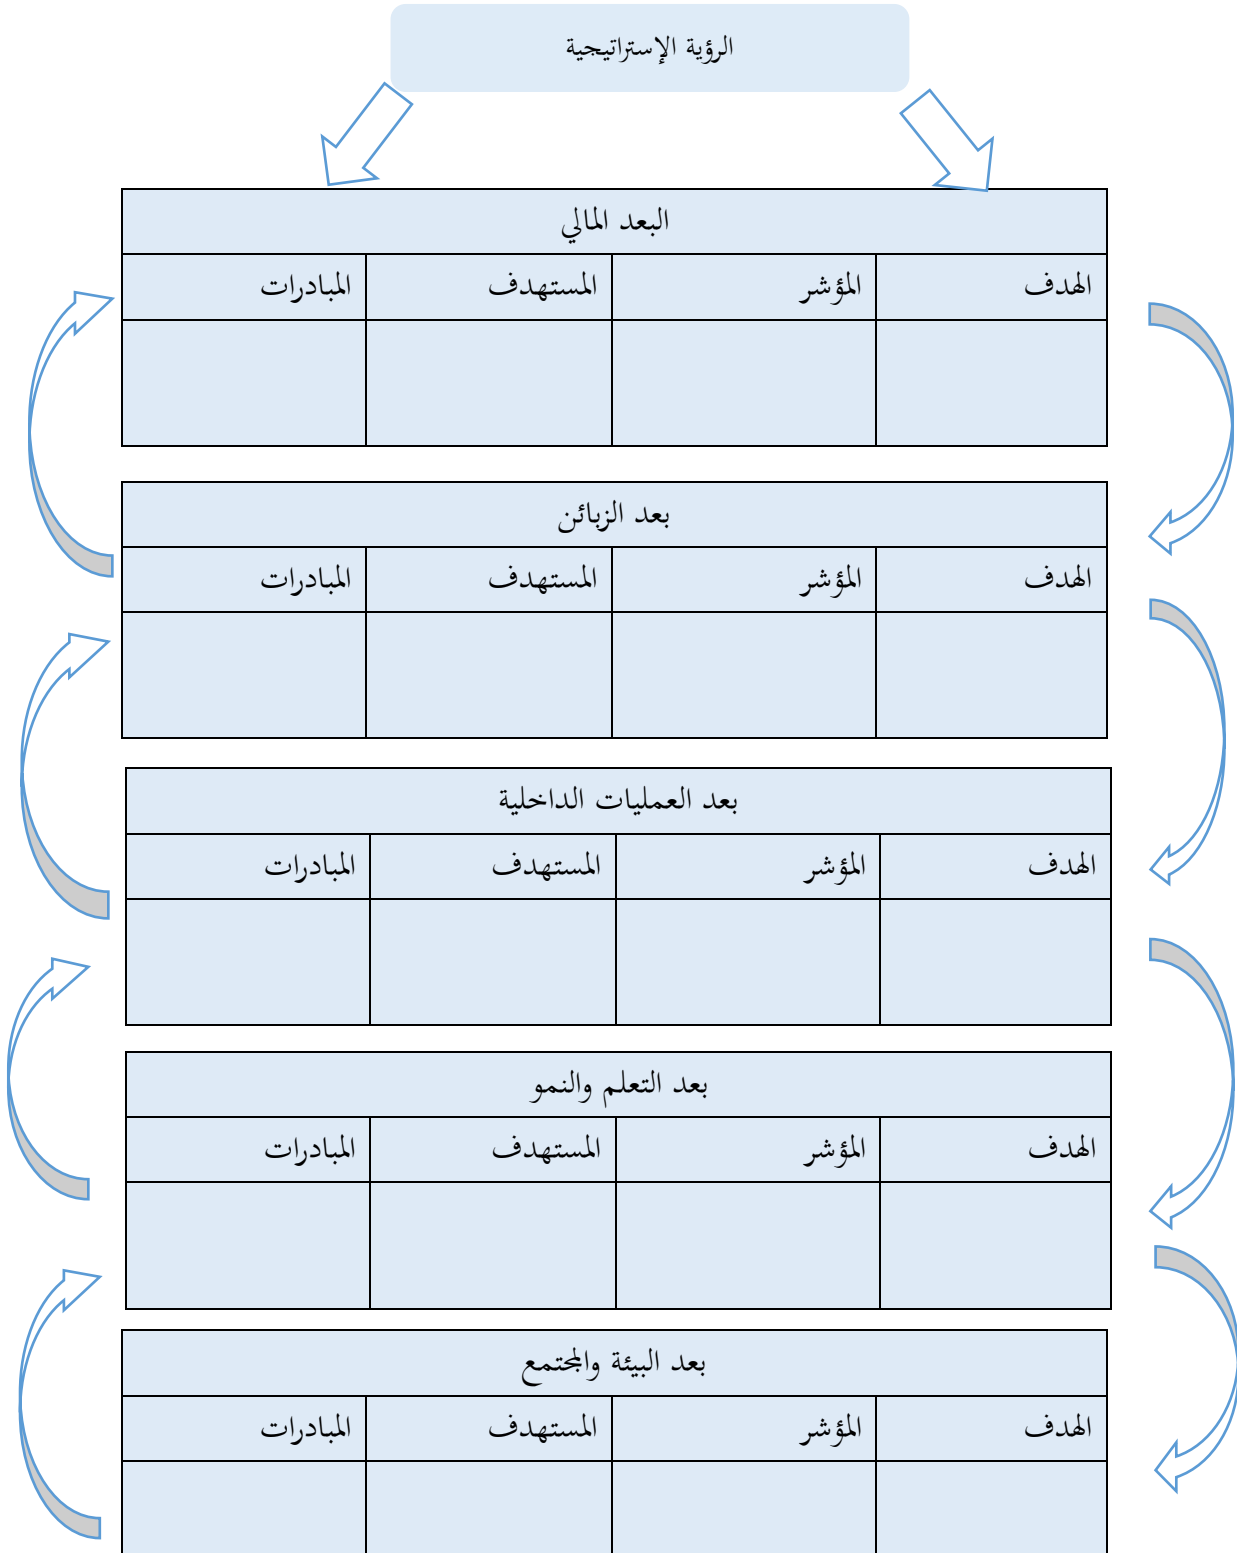 الرؤية الإستراتيجية
البعد المالي
الهدف المؤشر المستهدف المبادرات
بعد الزبائن
الهدف المؤشر المستهدف المبادرات
بعد العمليات الداخلية
الهدف المؤشر المستهدف المبادرات
بعد التعلم والنمو
الهدف المؤشر المستهدف المبادرات
بعد البيئة والمجتمع
الهدف المؤشر المستهدف المبادرات